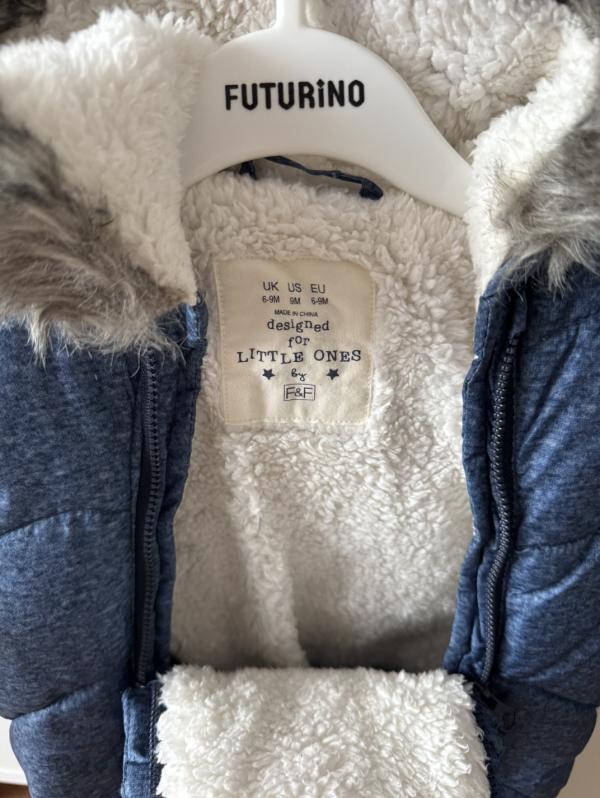 FUTURiNO
UK US EU
6-9M 9M 6-9M
MADE IN CHINA
designed
for
LITTLE ONES
by
F&F